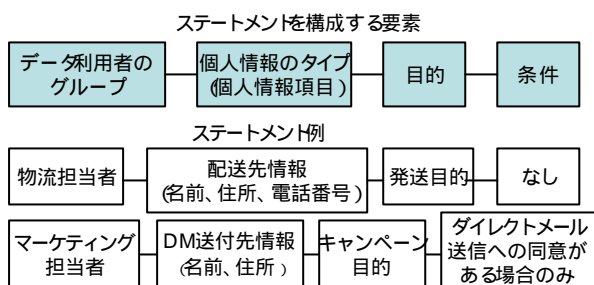 ステートメントを構成する要素
データ利用者の
グループ
個人情報のタイプ
(個人情報項目)
目的
条件
ステートメント例
物流担当者
配送先情報
(名前、住所、電話番号)
発送目的
なし
マーケティング
担当者
DM送付先情報
(名前、住所)
キャンペーン
目的
ダイレクトメール
送信への同意が
ある場合のみ